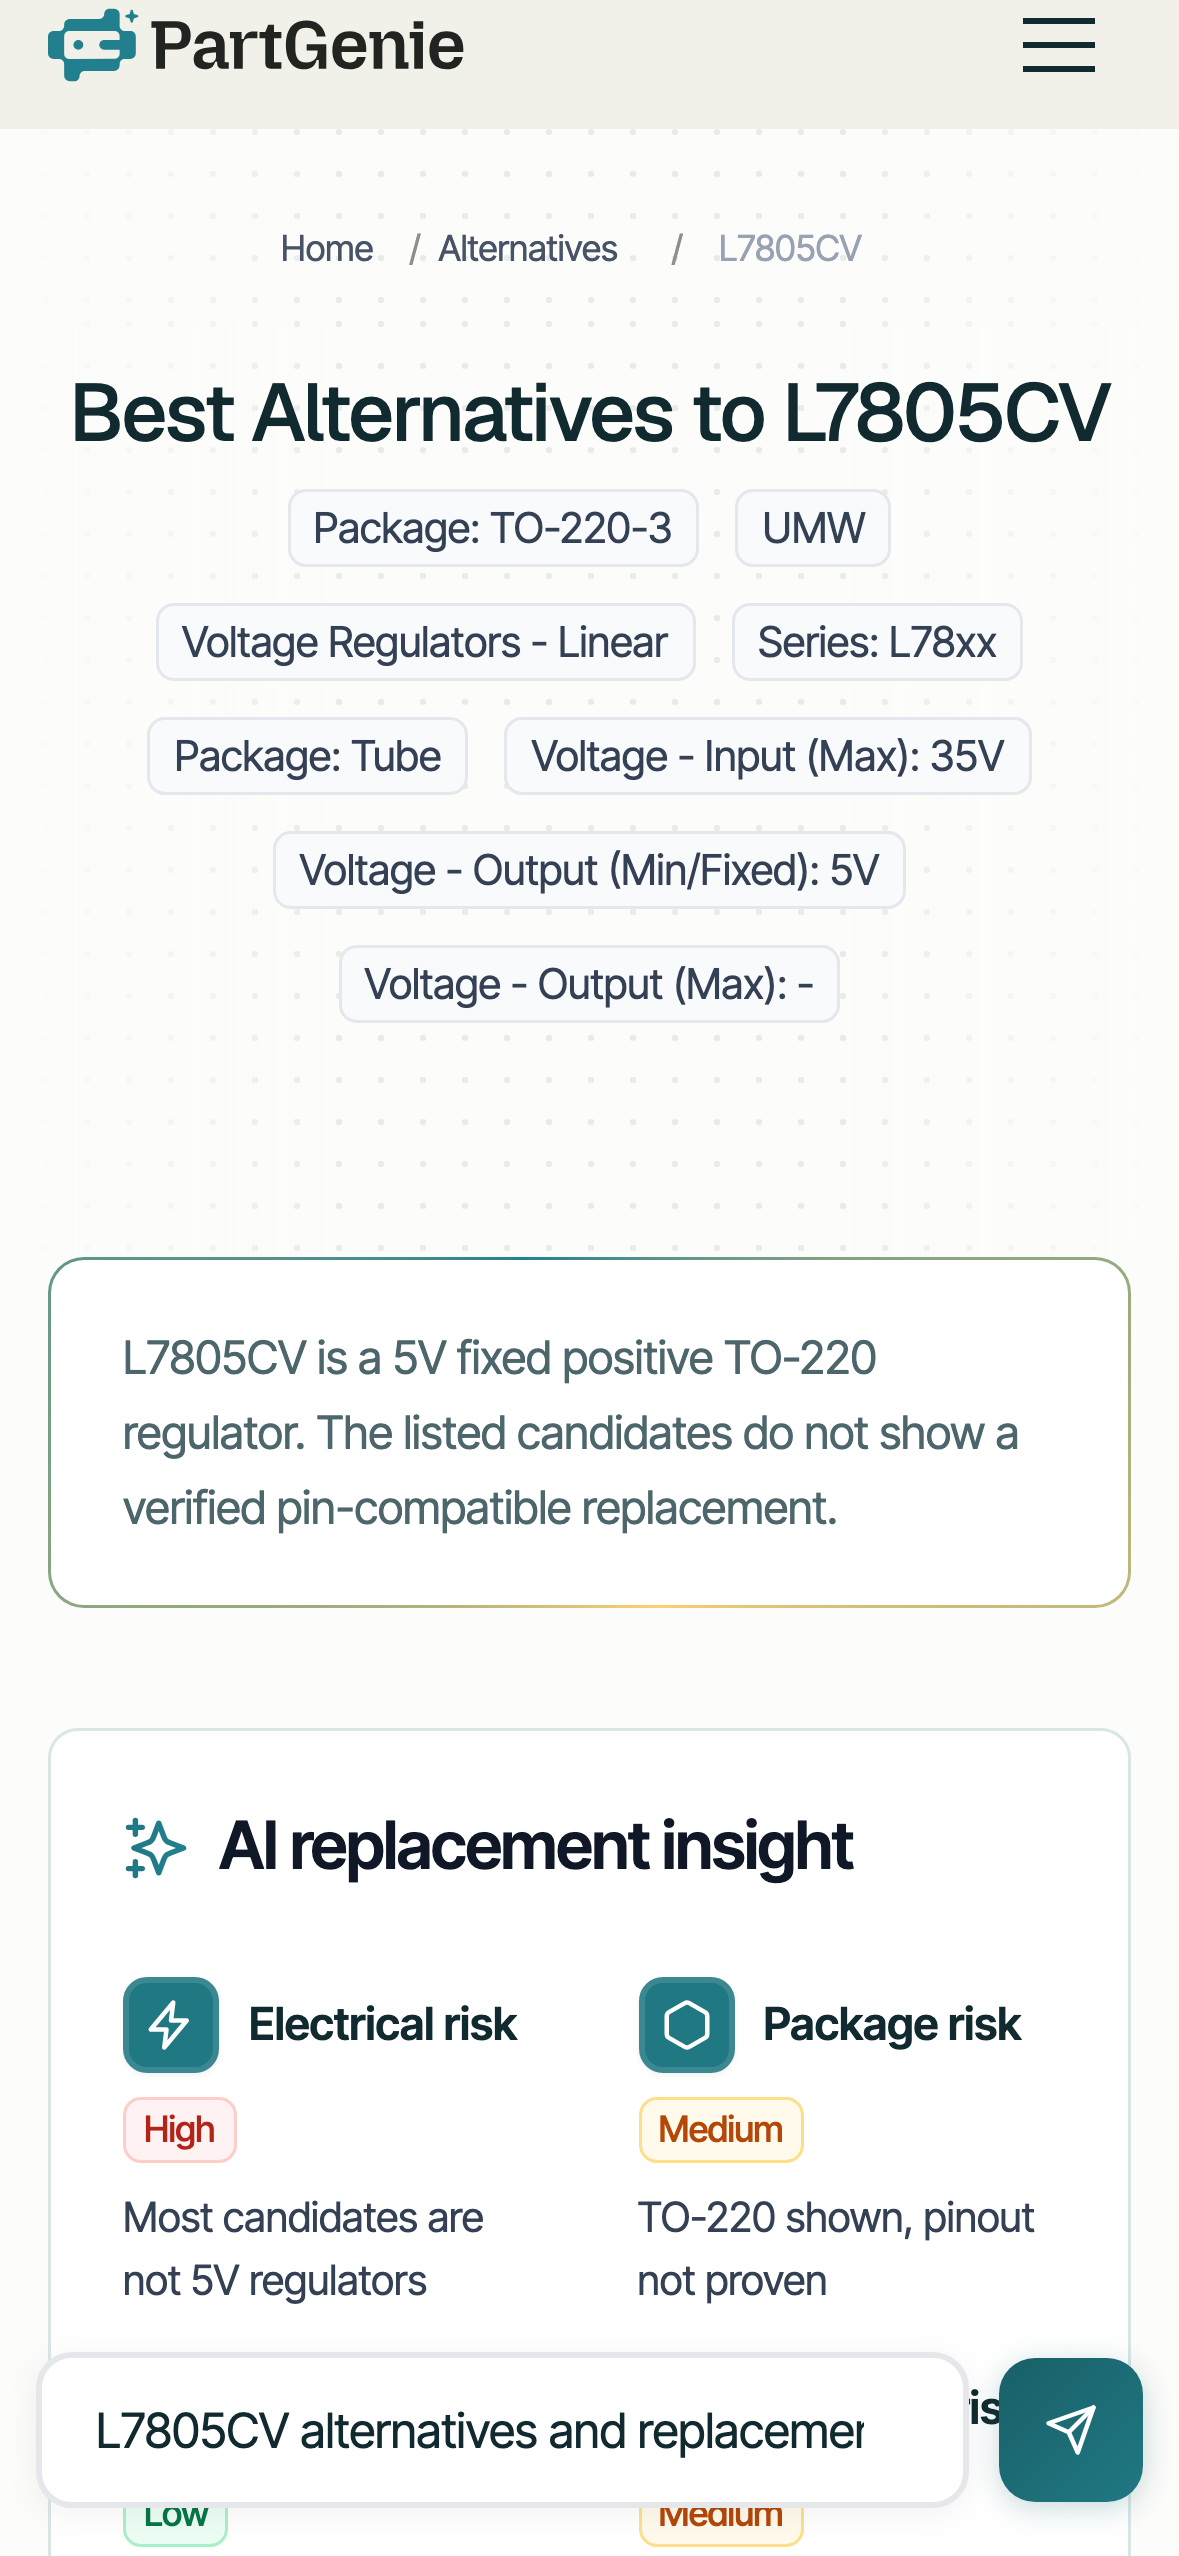 PartGenie
Home / Alternatives / L7805CV
Best Alternatives to L7805CV
Package: TO-220-3 UMW
Voltage Regulators - Linear Series: L78xx
Package: Tube Voltage - Input (Max): 35V
Voltage - Output (Min/Fixed): 5V
Voltage - Output (Max): -
L7805CV is a 5V fixed positive TO-220
regulator. The listed candidates do not show a
verified pin-compatible replacement.
AI replacement insight
Electrical risk Package risk
High Medium
Most candidates are TO-220 shown, pinout
not 5V regulators not proven
L7805CV alternatives and
Low Medium